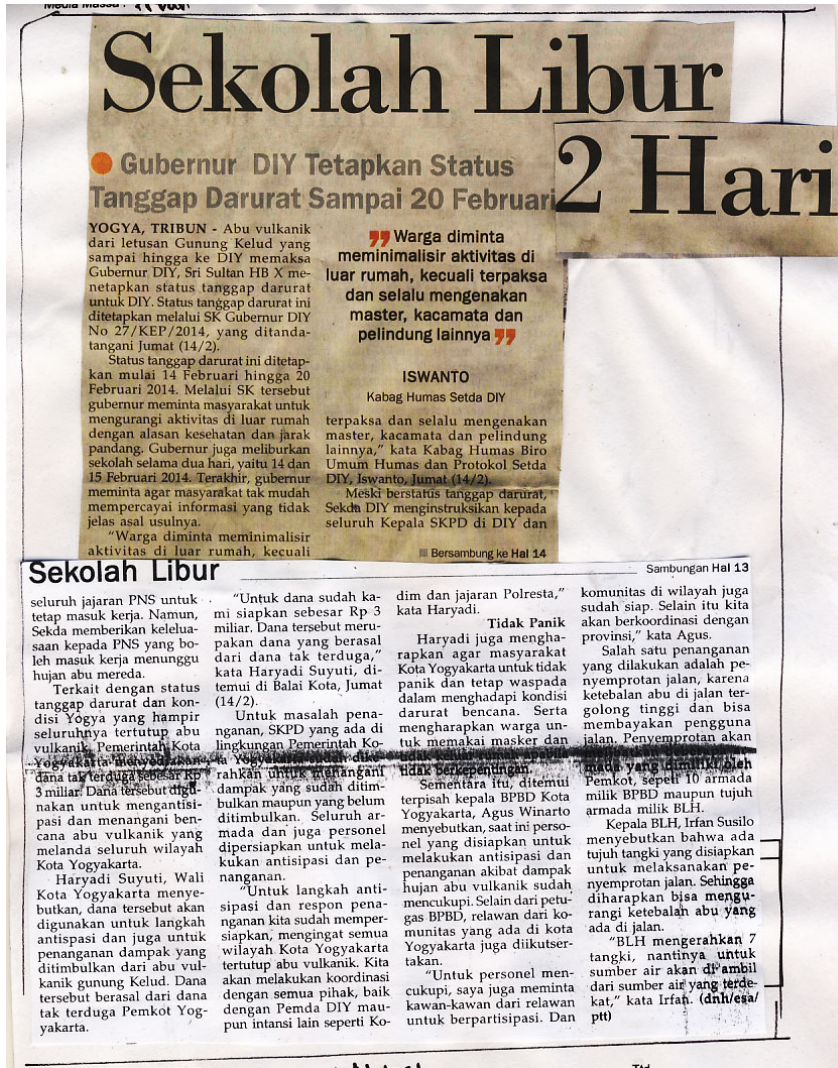 Media Massa :
Sekolah Libur
2 Hari
Gubernur DIY Tetapkan Status
Tanggap Darurat Sampai 20 Februari
YOGYA, TRIBUN - Abu vulkanik
dari letusan Gunung Kelud yang
sampai hingga ke DIY memaksa
Gubernur DIY, Sri Sultan HB X me-
netapkan status tanggap darurat
untuk DIY. Status tanggap darurat ini
ditetapkan melalui SK Gubernur DIY
No 27/KEP/2014, yang ditanda-
tangani Jumat (14/2).
Status tanggap darurat ini ditetap-
kan mulai 14 Februari hingga 20
Februari 2014. Melalui SK tersebut
gubernur meminta masyarakat untuk
mengurangi aktivitas di luar rumah
dengan alasan kesehatan dan jarak
pandang. Gubernur juga meliburkan
sekolah selama dua hari, yaitu 14 dan
15 Februari 2014. Terakhir, gubernur
meminta agar masyarakat tak mudah
mempercayai informasi yang tidak
jelas asal usulnya.
"Warga diminta meminimalisir
aktivitas di luar rumah, kecuali
Warga diminta
meminimalisir aktivitas di
luar rumah, kecuali terpaksa
dan selalu mengenakan
master, kacamata dan
pelindung lainnya
ISWANTO
Kabag Humas Setda DIY
terpaksa dan selalu mengenakan
master, kacamata dan pelindung
lainnya," kata Kabag Humas Biro
Umum Humas dan Protokol Setda
DIY, Iswanto, Jumat (14/2).
Meski berstatus tanggap darurat,
Sekda DIY menginstruksikan kepada
seluruh Kepala SKPD di DIY dan
Bersambung ke Hal 14
Sekolah Libur
Sambungan Hal 13
seluruh jajaran PNS untuk
tetap masuk kerja. Namun,
Sekda memberikan kelelua-
saan kepada PNS yang bo-
leh masuk kerja menunggu
hujan abu mereda.
Terkait dengan status
tanggap darurat dan kon-
disi Yogya yang hampir
seluruhnya tertutup abu
vulkanik, Pemerintah Kota
Yogyakarta menyediakan
dana tak terduga sebesar Rp
3 miliar. Dana tersebut digu-
nakan untuk mengantisi-
pasi dan menangani ben-
cana abu vulkanik yang
melanda seluruh wilayah
Kota Yogyakarta.
Haryadi Suyuti, Wali
Kota Yogyakarta menye-
butkan, dana tersebut akan
digunakan untuk langkah
antispasi dan juga untuk
penanganan dampak yang
ditimbulkan dari abu vul-
kanik gunung Kelud. Dana
tersebut berasal dari dana
tak terduga Pemkot Yog-
yakarta.
"Untuk dana sudah ka-
mi siapkan sebesar Rp 3
miliar. Dana tersebut meru-
pakan dana yang berasal
dari dana tak terduga,"
kata Haryadi Suyuti, di-
temui di Balai Kota, Jumat
(14/2).
Untuk masalah pena-
nganan, SKPD yang ada di
lingkungan Pemerintah Ko-
ta Yogyakarta sudah dike-
rahkan untuk menangani
dampak yang sudah ditim-
bulkan maupun yang belum
ditimbulkan. Seluruh ar-
mada dan juga personel
dipersiapkan untuk mela-
kukan antisipasi dan pe-
nanganan.
"Untuk langkah anti-
sipasi dan respon pena-
nganan kita sudah memper-
siapkan, mengingat semua
wilayah Kota Yogyakarta
tertutup abu vulkanik. Kita
akan melakukan koordinasi
dengan semua pihak, baik
dengan Pemda DIY mau-
pun intansi lain seperti Ko-
dim dan jajaran Polresta,"
kata Haryadi.
Tidak Panik
Haryadi juga mengha-
rapkan agar masyarakat
Kota Yogyakarta untuk tidak
panik dan tetap waspada
dalam menghadapi kondisi
darurat bencana. Serta
mengharapkan warga un-
tuk memakai masker dan
tidak
tidak berkepentingan.
Sementara itu, ditemui
terpisah kepala BPBD Kota
Yogyakarta, Agus Winarto
menyebutkan, saat ini perso-
nel yang disiapkan untuk
melakukan antisipasi dan
penanganan akibat dampak
hujan abu vulkanik sudah
mencukupi. Selain dari petu-
gas BPBD, relawan dari ko-
munitas yang ada di kota
Yogyakarta juga diikutser-
takan.
"Untuk personel men-
cukupi, saya juga meminta
kawan-kawan dari relawan
untuk berpartisipasi. Dan
komunitas di wilayah juga
sudah siap. Selain itu kita
akan berkoordinasi dengan
provinsi," kata Agus.
Salah satu penanganan
yang dilakukan adalah pe-
nyemprotan jalan, karena
ketebalan abu di jalan ter-
golong tinggi dan bisa
membayakan pengguna
jalan. Penyemprotan akan
mada yang dimiliki oleh
Pemkot, sepeli 10 armada
milik BPBD maupun tujuh
armada milik BLH.
Kepala BLH, Irfan Susilo
menyebutkan bahwa ada
tujuh tangki yang disiapkan
untuk melaksanakan pe-
nyemprotan jalan. Sehingga
diharapkan bisa mengu-
rangi ketebalan abu yang
ada di jalan.
"BLH mengerahkan 7
tangki, nantinya untuk
sumber air akan di ambil
dari sumber air yang terde-
kat," kata Irfan. (dnh/esa/
ptt)